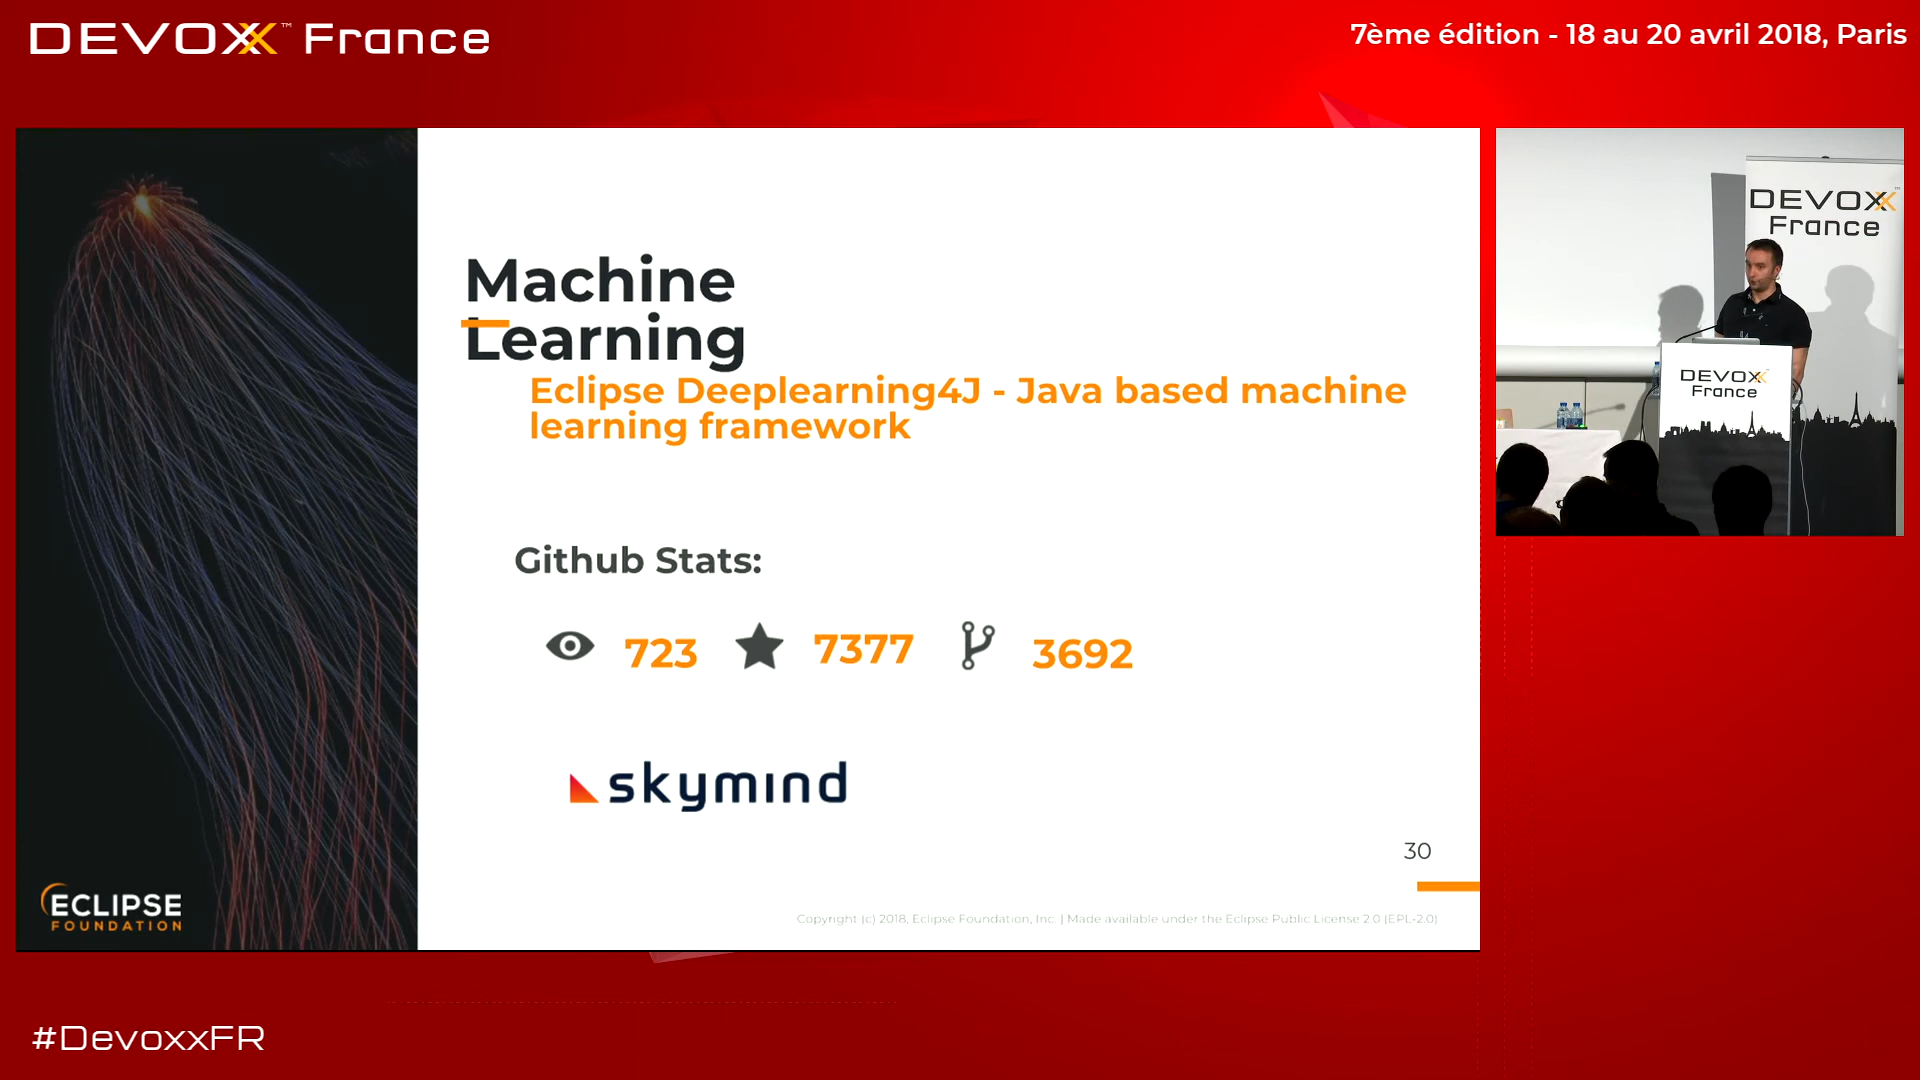 DEVOXX™ France
7ème édition - 18 au 20 avril 2018, Paris
Machine
Learning
Eclipse Deeplearning4J - Java based machine
learning framework
Github Stats:
723 7377 3692
skymind
30
ECLIPSE
FOUNDATION
Copyright (c) 2018, Eclipse Foundation, Inc. | Made available under the Eclipse Public License 2.0 (EPL-2.0)
DEVOXX™
France
DEVOXX
France
#DevoxxFR